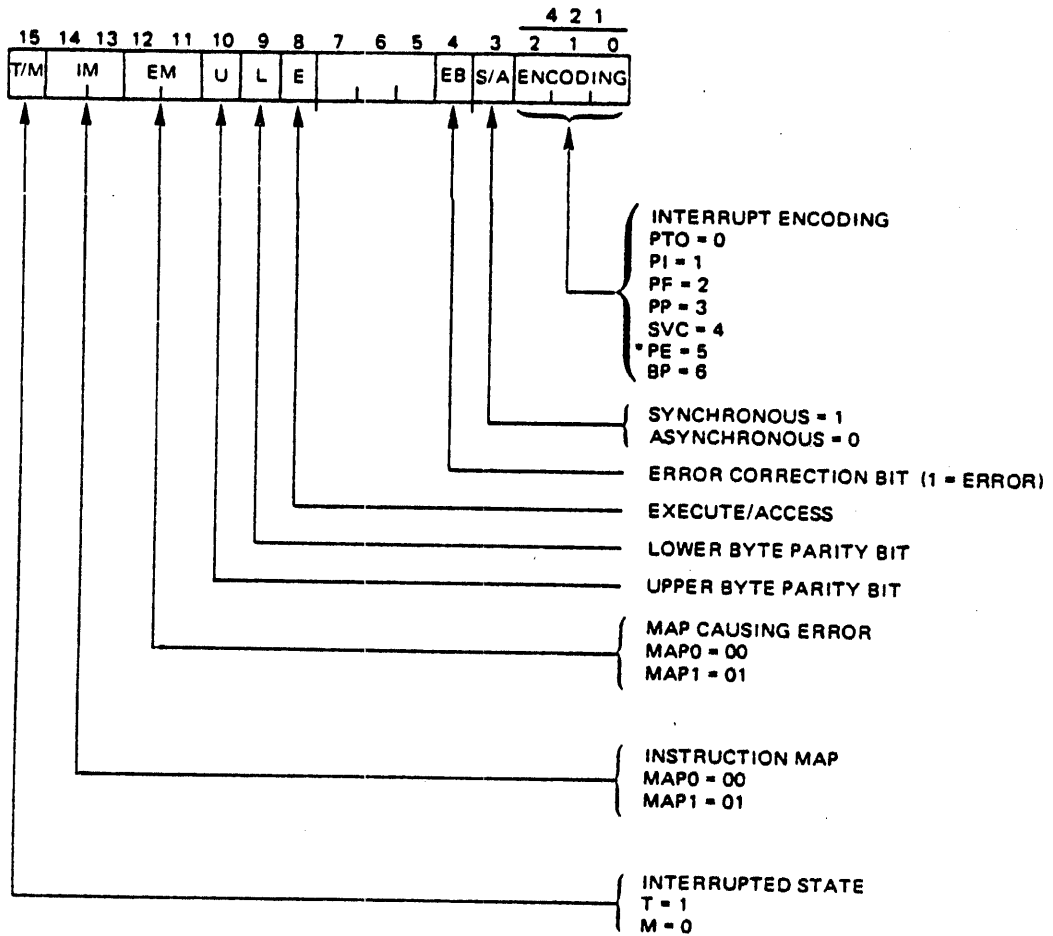 4 2 1
15 14 13 12 11 10 9 8 7 6 5 4 3 2 1 0
T/M IM EM U L E EB S/A ENCODING
INTERRUPT ENCODING
PTO = 0
PI = 1
PF = 2
PP = 3
SVC = 4
*PE = 5
BP = 6
SYNCHRONOUS = 1
ASYNCHRONOUS = 0
ERROR CORRECTION BIT (1 = ERROR)
EXECUTE/ACCESS
LOWER BYTE PARITY BIT
UPPER BYTE PARITY BIT
MAP CAUSING ERROR
MAP0 = 00
MAP1 = 01
INSTRUCTION MAP
MAP0 = 00
MAP1 = 01
INTERRUPTED STATE
T = 1
M = 0